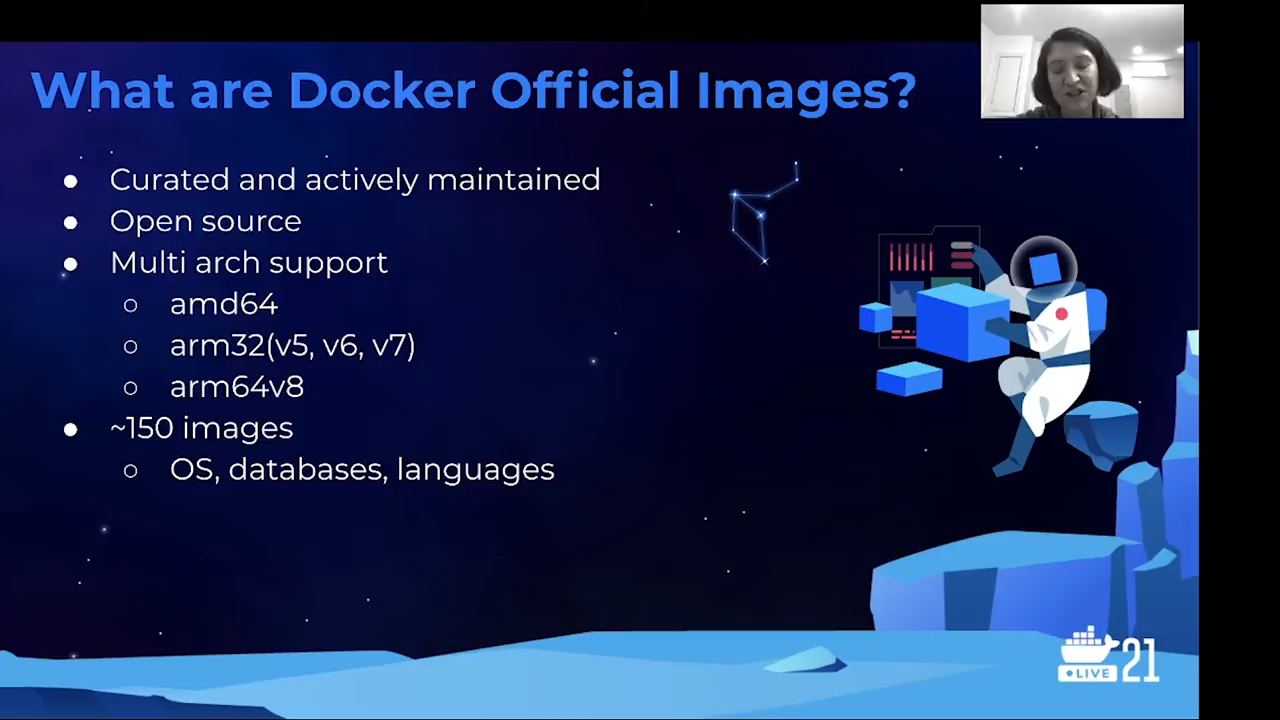 What are Docker Official Images?
● Curated and actively maintained
● Open source
● Multi arch support
○ amd64
○ arm32(v5, v6, v7)
○ arm64v8
● ~150 images
○ OS, databases, languages
LIVE 21